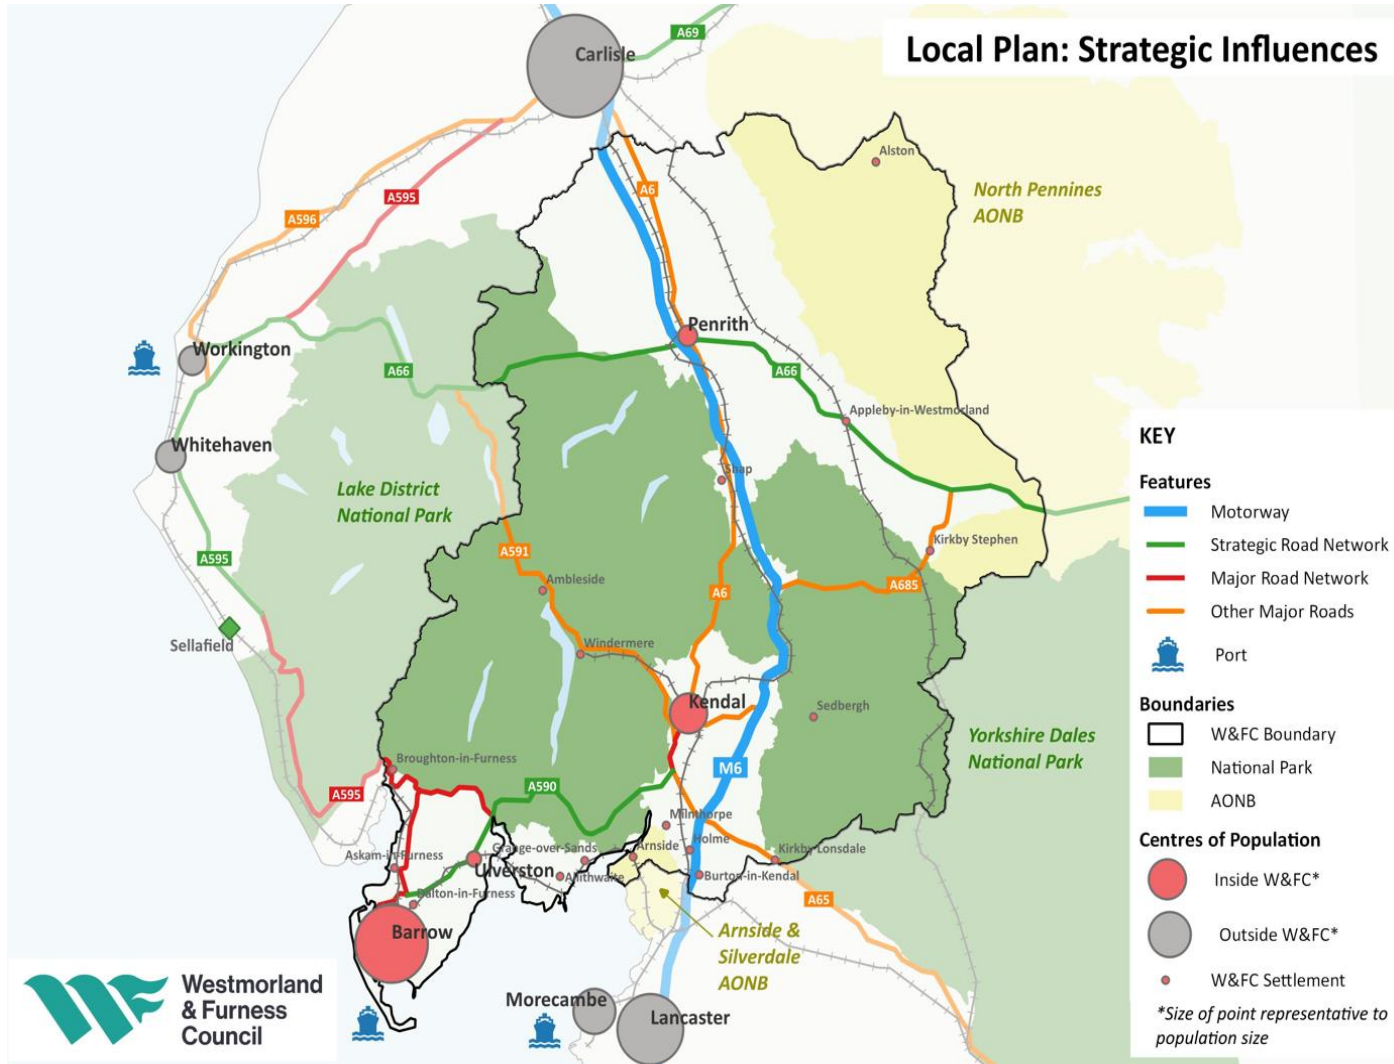 Local Plan: Strategic Influences
Carlisle
A69
Alston
North Pennines
AONB
A6
A595
A596
Penrith
Workington
A66
A66
Appleby-in-Westmorland
Whitehaven
Shap
Lake District
National Park
Kirkby Stephen
A591
A595
Ambleside
A685
A6
Sellafield
Windermere
Kendal
Sedbergh
Yorkshire Dales
National Park
Broughton-in-Furness
M6
A590
A595
Milnthorpe
Holme
Grange-over-Sands
Arnside
Kirkby Lonsdale
Askam-in-Furness
Ulverston
Allithwaite
Burton-in-Kendal
Dalton-in-Furness
A65
Barrow
Arnside &
Silverdale
AONB
Morecambe
Lancaster
KEY
Features
Motorway
Strategic Road Network
Major Road Network
Other Major Roads
Port
Boundaries
W&FC Boundary
National Park
AONB
Centres of Population
Inside W&FC*
Outside W&FC*
W&FC Settlement
*Size of point representative to
population size
Westmorland
& Furness
Council